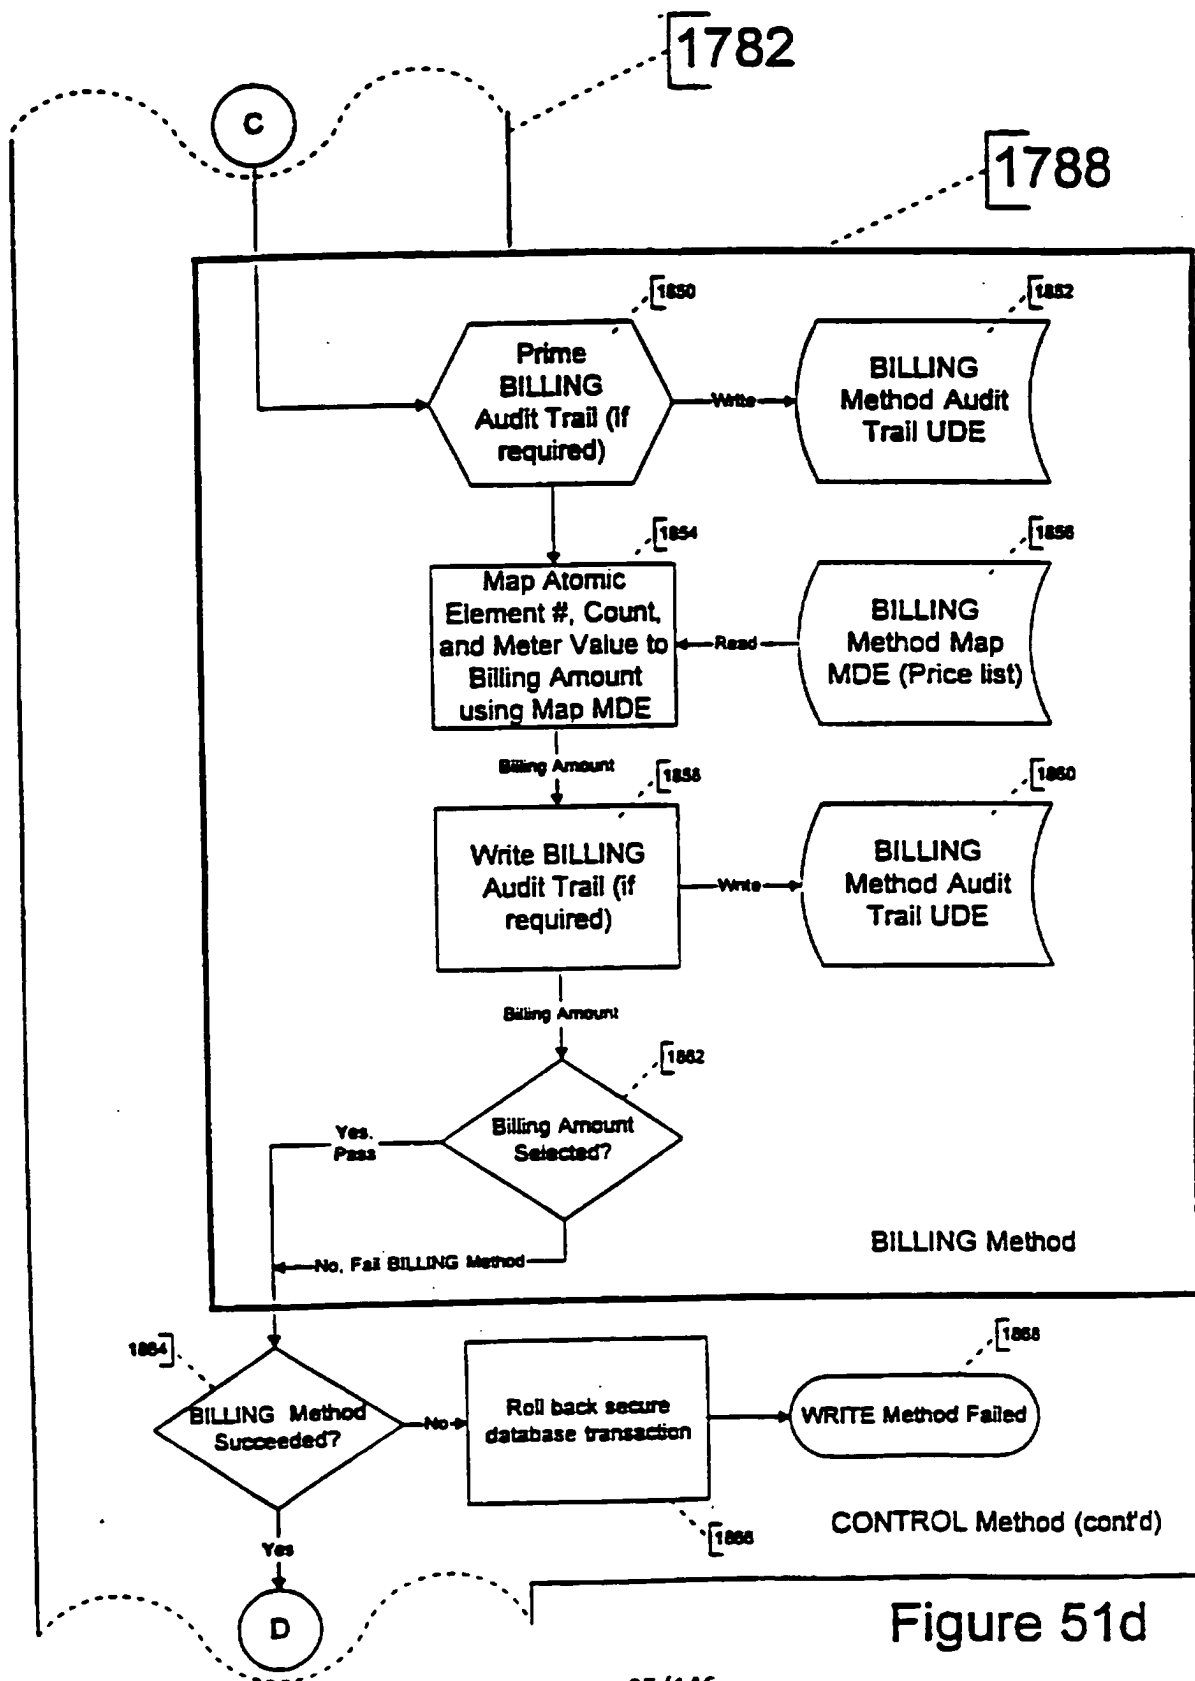 1782
C
1788
1850
1852
Prime
BILLING
Audit Trail (if
required)
Write
BILLING
Method Audit
Trail UDE
1854
1856
Map Atomic
Element #, Count,
and Meter Value to
Billing Amount
using Map MDE
Read
BILLING
Method Map
MDE (Price list)
Billing Amount
1858
1860
Write BILLING
Audit Trail (if
required)
Write
BILLING
Method Audit
Trail UDE
Billing Amount
1862
Billing Amount
Selected?
Yes.
Pass
No, Fail BILLING Method
BILLING Method
1864
1868
BILLING Method
Succeeded?
No
Roll back secure
database transaction
WRITE Method Failed
1866
CONTROL Method (cont'd)
Yes
D
Figure 51d